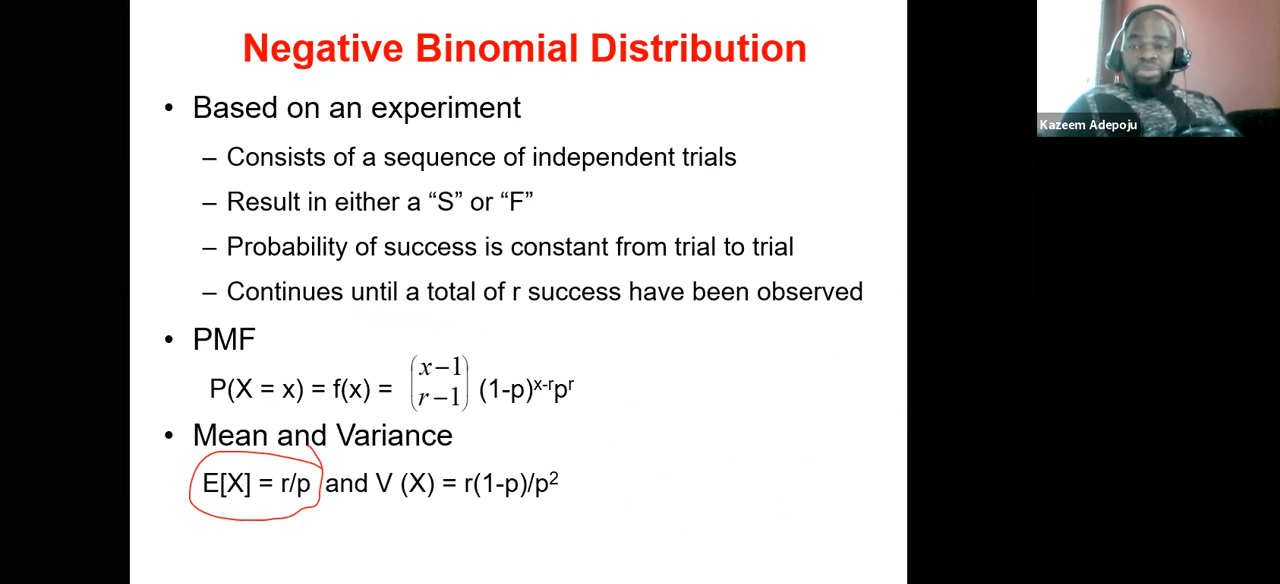 Negative Binomial Distribution
• Based on an experiment
– Consists of a sequence of independent trials
– Result in either a “S” or “F”
– Probability of success is constant from trial to trial
– Continues until a total of r success have been observed
• PMF
P(X = x) = f(x) = (x−1 r−1) (1-p)^x-r p^r
• Mean and Variance
E[X] = r/p and V (X) = r(1-p)/p²
Kazeem Adepoju